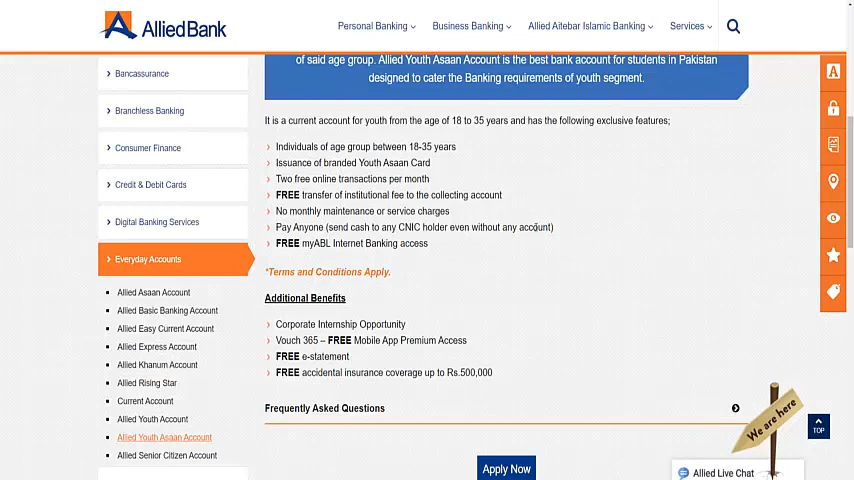 Allied Bank
Personal Banking
Business Banking
Allied Aitebar Islamic Banking
Services
of said age group. Allied Youth Asaan Account is the best bank account for students in Pakistan
designed to cater the Banking requirements of youth segment.
Bancassurance
Branchless Banking
Consumer Finance
Credit & Debit Cards
Digital Banking Services
Everyday Accounts
Allied Asaan Account
Allied Basic Banking Account
Allied Easy Current Account
Allied Express Account
Allied Khanum Account
Allied Rising Star
Current Account
Allied Youth Account
Allied Youth Asaan Account
Allied Senior Citizen Account
It is a current account for youth from the age of 18 to 35 years and has the following exclusive features;
Individuals of age group between 18-35 years
Issuance of branded Youth Asaan Card
Two free online transactions per month
FREE transfer of institutional fee to the collecting account
No monthly maintenance or service charges
Pay Anyone (send cash to any CNIC holder even without any account)
FREE myABL Internet Banking access
*Terms and Conditions Apply.
Additional Benefits
Corporate Internship Opportunity
Vouch 365 – FREE Mobile App Premium Access
FREE e-statement
FREE accidental insurance coverage up to Rs.500,000
Frequently Asked Questions
Apply Now
We are here
TOP
Allied Live Chat
A